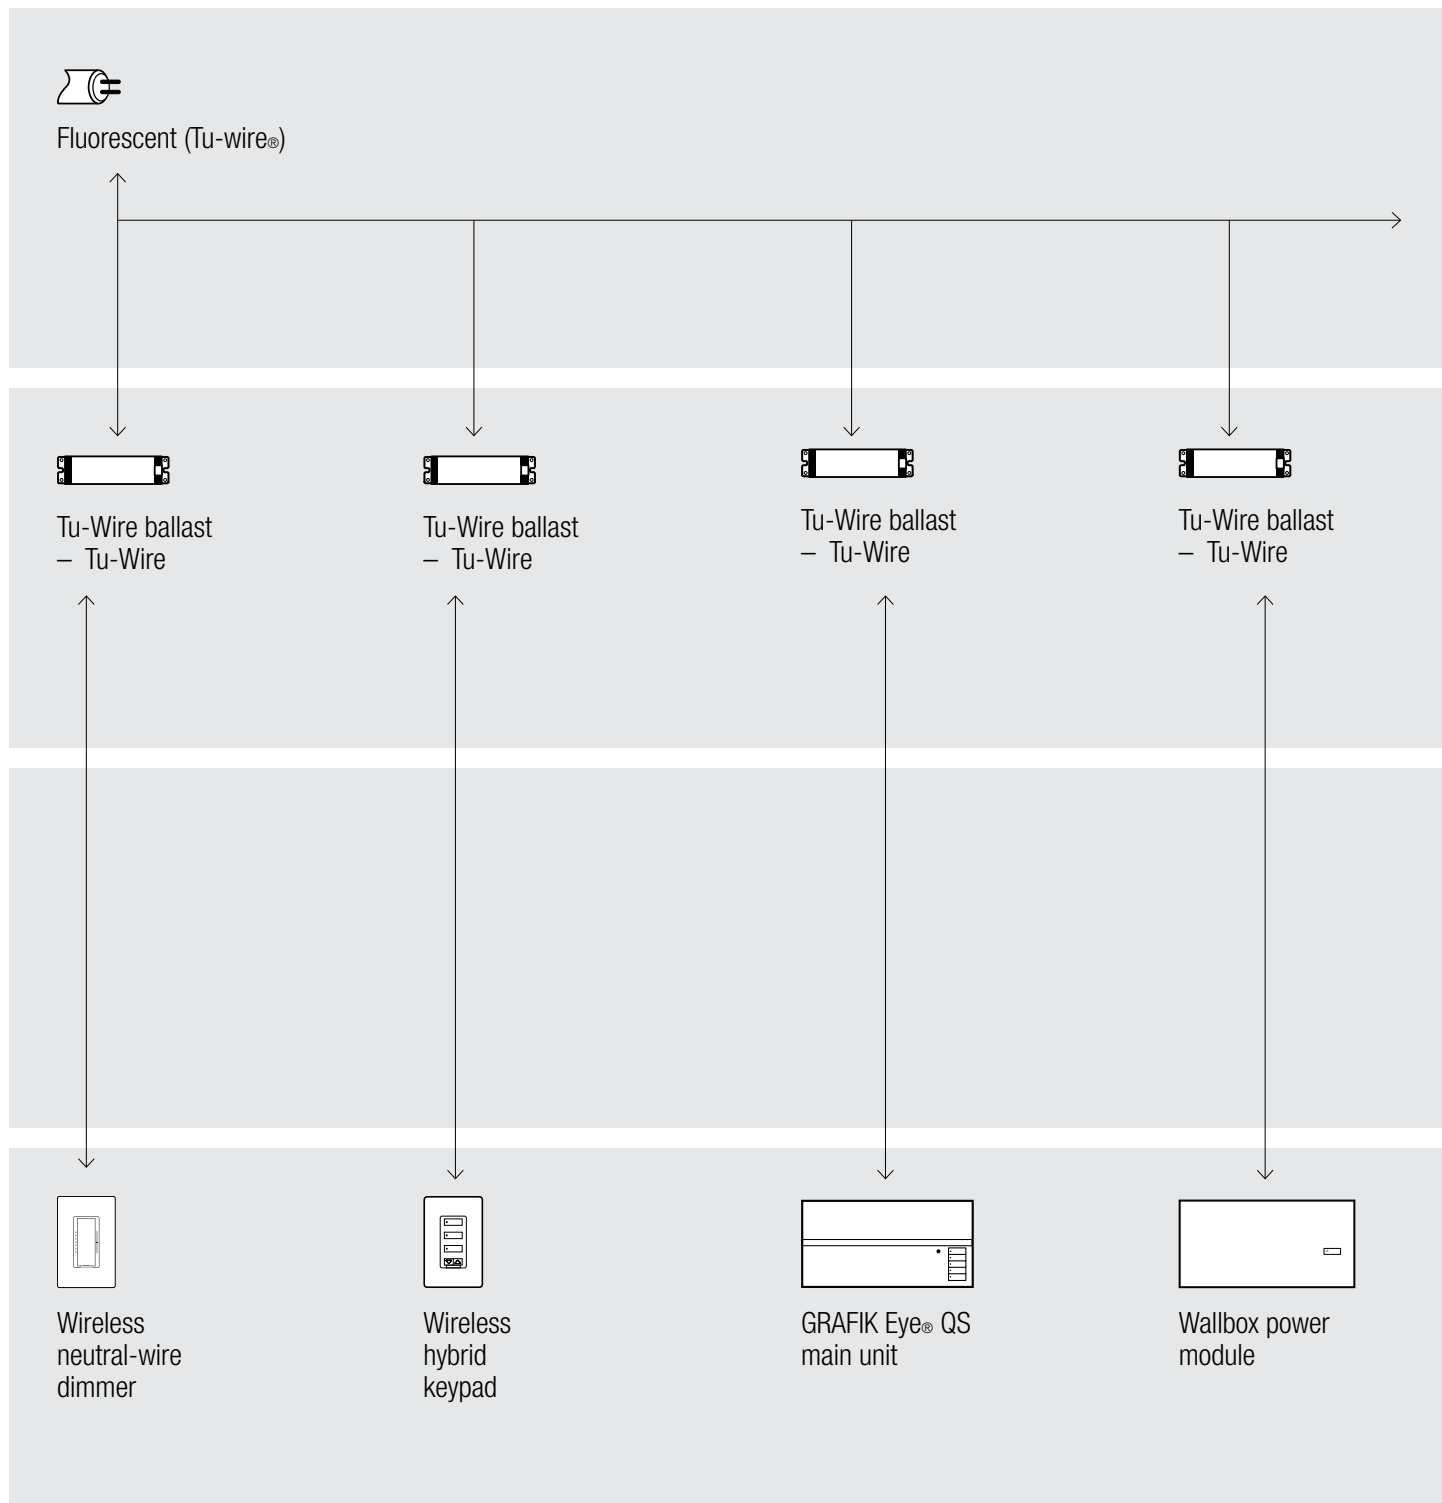 Fluorescent (Tu-wire®)
Tu-Wire ballast
– Tu-Wire
Tu-Wire ballast
– Tu-Wire
Tu-Wire ballast
– Tu-Wire
Tu-Wire ballast
– Tu-Wire
Wireless
neutral-wire
dimmer
Wireless
hybrid
keypad
GRAFIK Eye® QS
main unit
Wallbox power
module